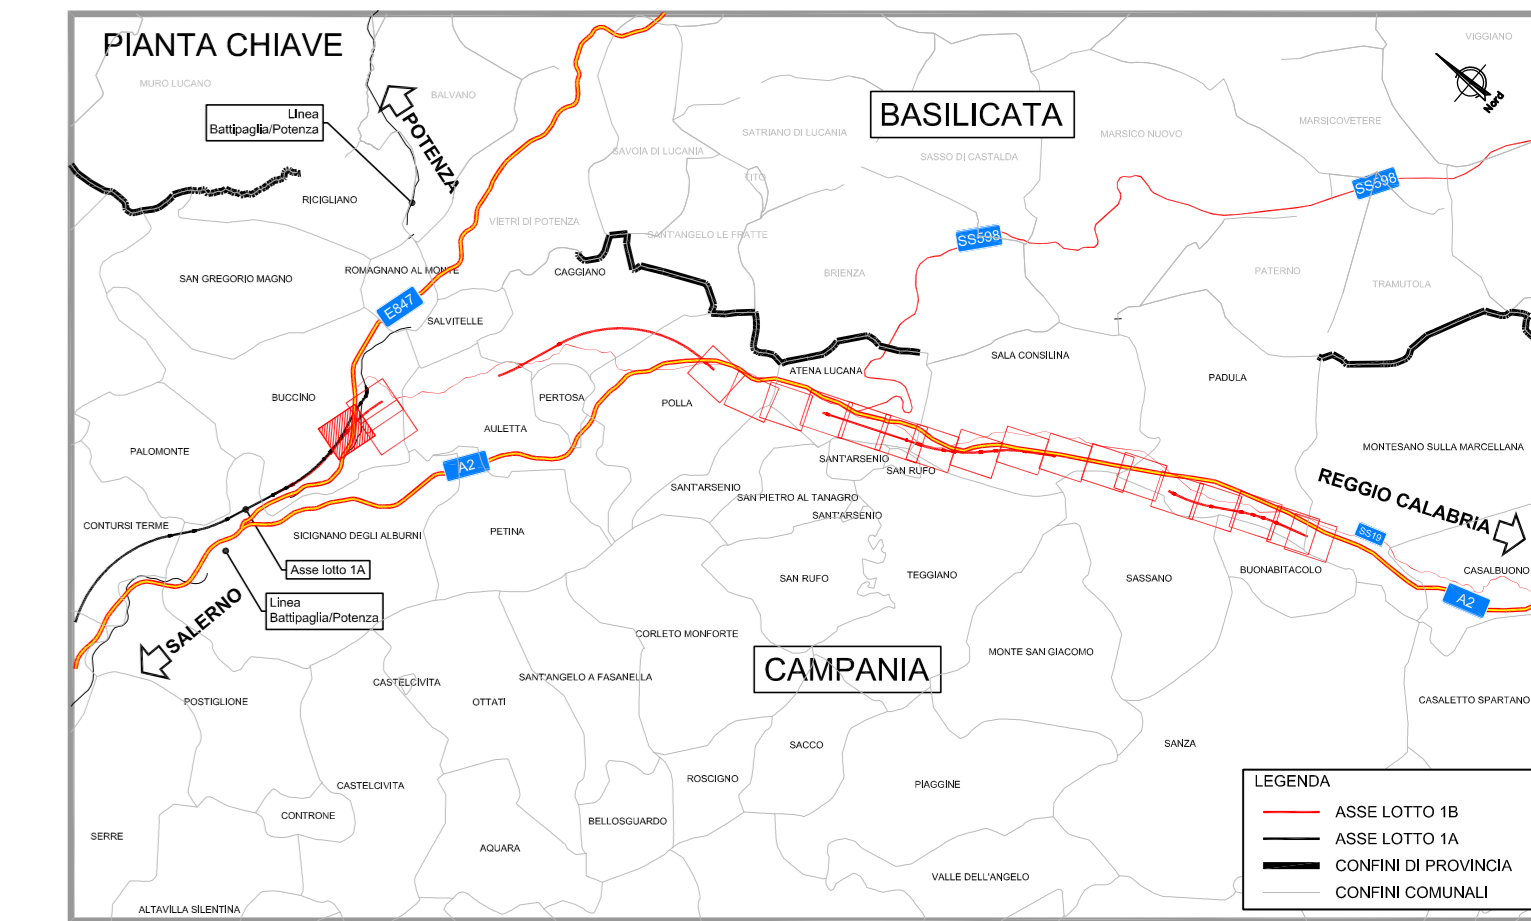 PIANTA CHIAVE
VIGGIANO
MURO LUCANO
BALVANO
Nord
Linea
Battipaglia/Potenza
POTENZA
BASILICATA
MARSICOVETERE
SATRIANO DI LUCANIA
MARSICO NUOVO
SAVOIA DI LUCANIA
SASSO DI CASTALDA
TITO
SS598
RICIGLIANO
VIETRI DI POTENZA
SANT'ANGELO LE FRATTE
SS598
SAN GREGORIO MAGNO
ROMAGNANO AL MONTE
CAGGIANO
BRIENZA
PATERNO
TRAMUTOLA
E847
SALVITELLE
SALA CONSILINA
ATENA LUCANA
PADULA
BUCCINO
PERTOSA
POLLA
AULETTA
PALOMONTE
MONTESANO SULLA MARCELLANA
SANT'ARSENIO
SAN RUFO
A2
SANT'ARSENIO
SAN PIETRO AL TANAGRO
SANT'ARSENIO
REGGIO CALABRIA
CONTURSI TERME
SICIGNANO DEGLI ALBURNI
PETINA
SS19
Asse lotto 1A
SAN RUFO
TEGGIANO
SASSANO
BUONABITACOLO
CASALBUONO
A2
Linea
Battipaglia/Potenza
SALERNO
CORLETO MONFORTE
MONTE SAN GIACOMO
CAMPANIA
SANT'ANGELO A FASANELLA
CASTELCIVITA
POSTIGLIONE
OTTATI
CASALETTO SPARTANO
SACCO
SANZA
ROSCIGNO
PIAGGINE
CASTELCIVITA
CONTRONE
BELLOSGUARDO
SERRE
AQUARA
VALLE DELL'ANGELO
ALTAVILLA SILENTINA
LEGENDA
ASSE LOTTO 1B
ASSE LOTTO 1A
CONFINI DI PROVINCIA
CONFINI COMUNALI